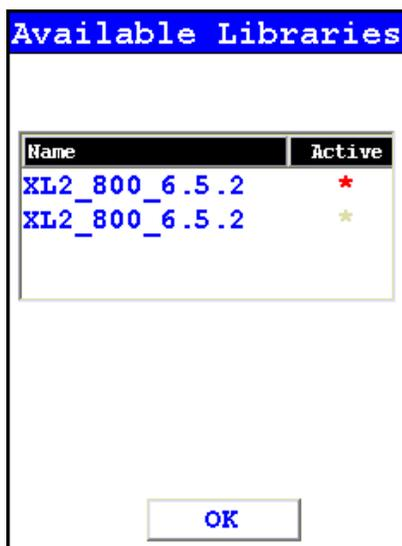 Available Libraries
Name Active
XL2_800_6.5.2 *
XL2_800_6.5.2 *
OK